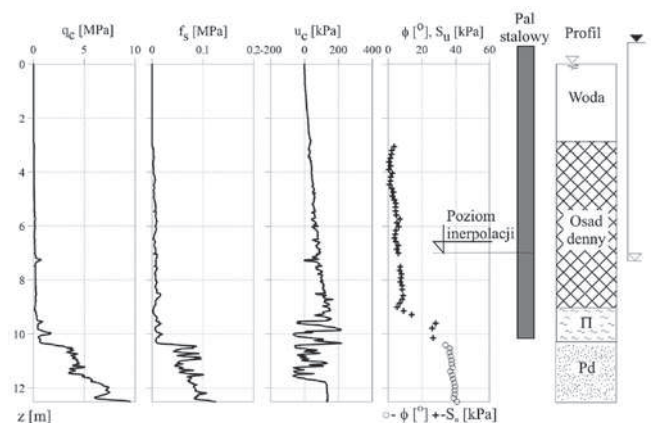 q_c [MPa]
0 5 10
f_s [MPa]
0 0.1 0.2
u_c [kPa]
-200 0 200 400
ϕ [°], S_u [kPa]
0 20 40 60
Pal
stalowy
Profil
0
2
4
6
8
10
12
z [m]
Poziom
inerpolacji
Woda
Osad
denny
Π
Pd
○- ϕ [°] +-S_u [kPa]